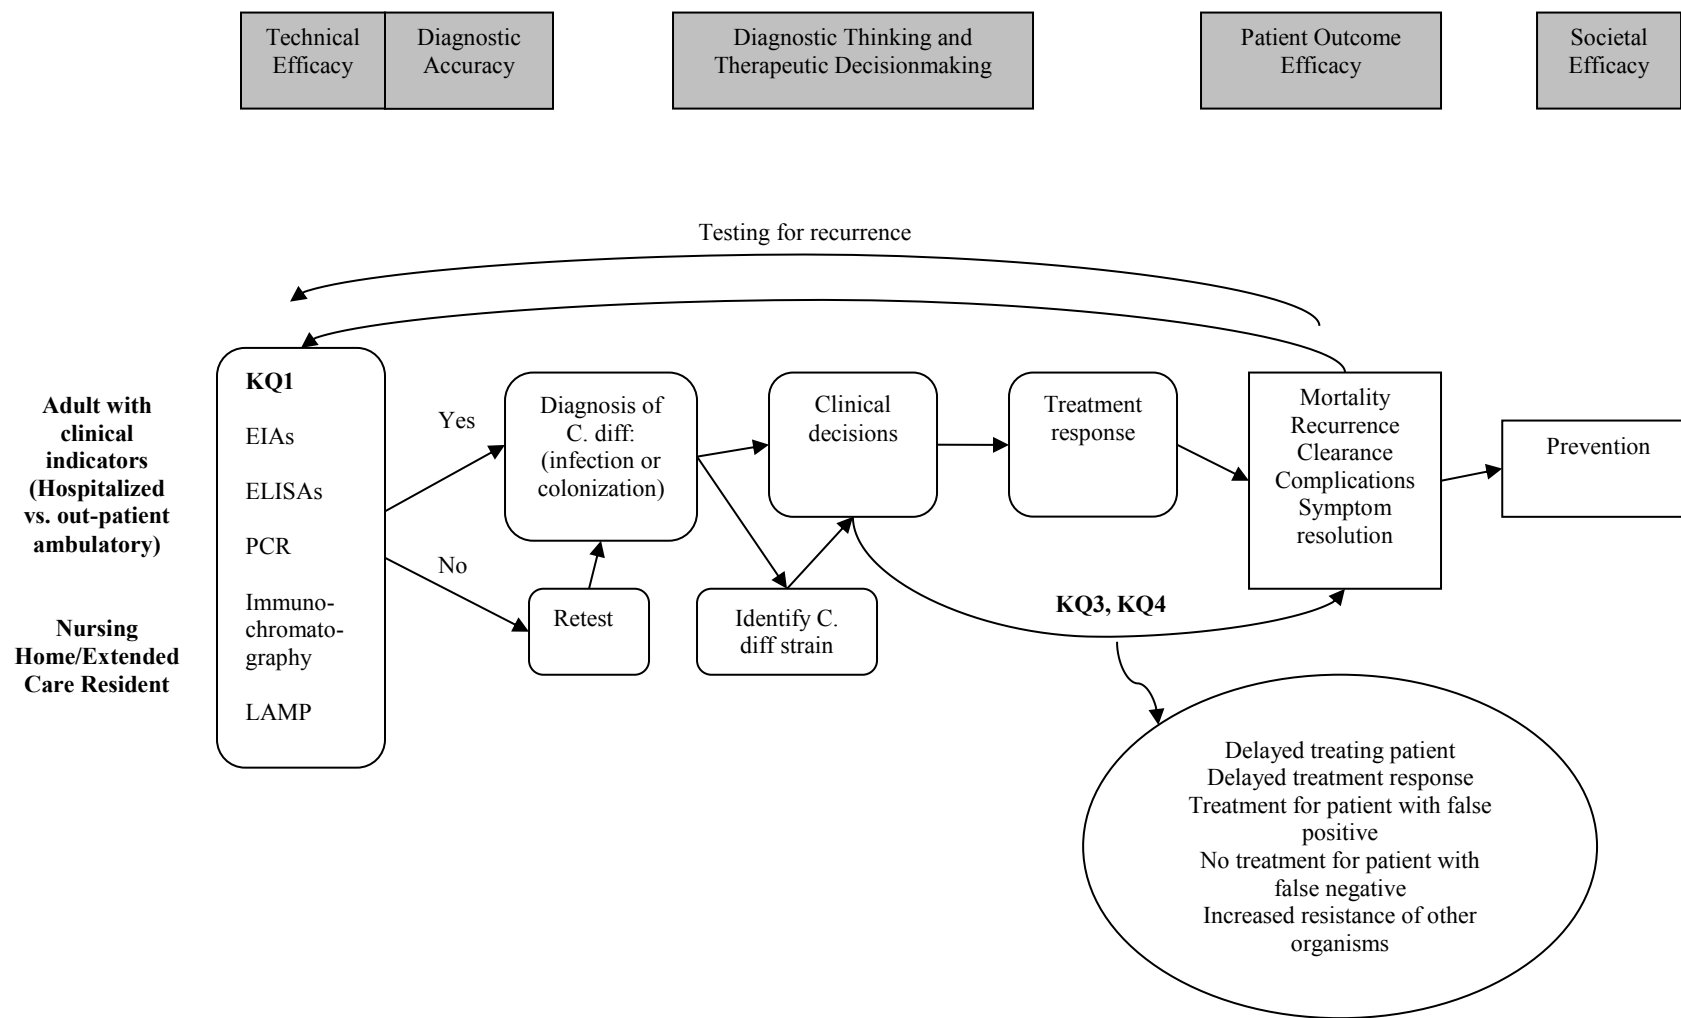 Technical
Efficacy
Diagnostic
Accuracy
Diagnostic Thinking and
Therapeutic Decisionmaking
Patient Outcome
Efficacy
Societal
Efficacy
Testing for recurrence
Adult with
clinical
indicators
(Hospitalized
vs. out-patient
ambulatory)
Nursing
Home/Extended
Care Resident
KQ1
EIAs
ELISAs
PCR
Immuno-
chromato-
graphy
LAMP
Yes
No
Diagnosis of
C. diff:
(infection or
colonization)
Retest
Identify C.
diff strain
Clinical
decisions
Treatment
response
KQ3, KQ4
Mortality
Recurrence
Clearance
Complications
Symptom
resolution
Prevention
Delayed treating patient
Delayed treatment response
Treatment for patient with false
positive
No treatment for patient with
false negative
Increased resistance of other
organisms